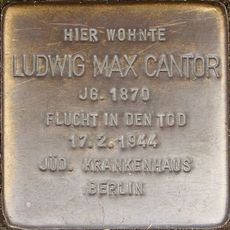 HIER WOHNTE
LUDWIG MAX CANTOR
JG. 1870
FLUCHT IN DEN TOD
17.2.1944
JÜD. KRANKENHAUS
BERLIN